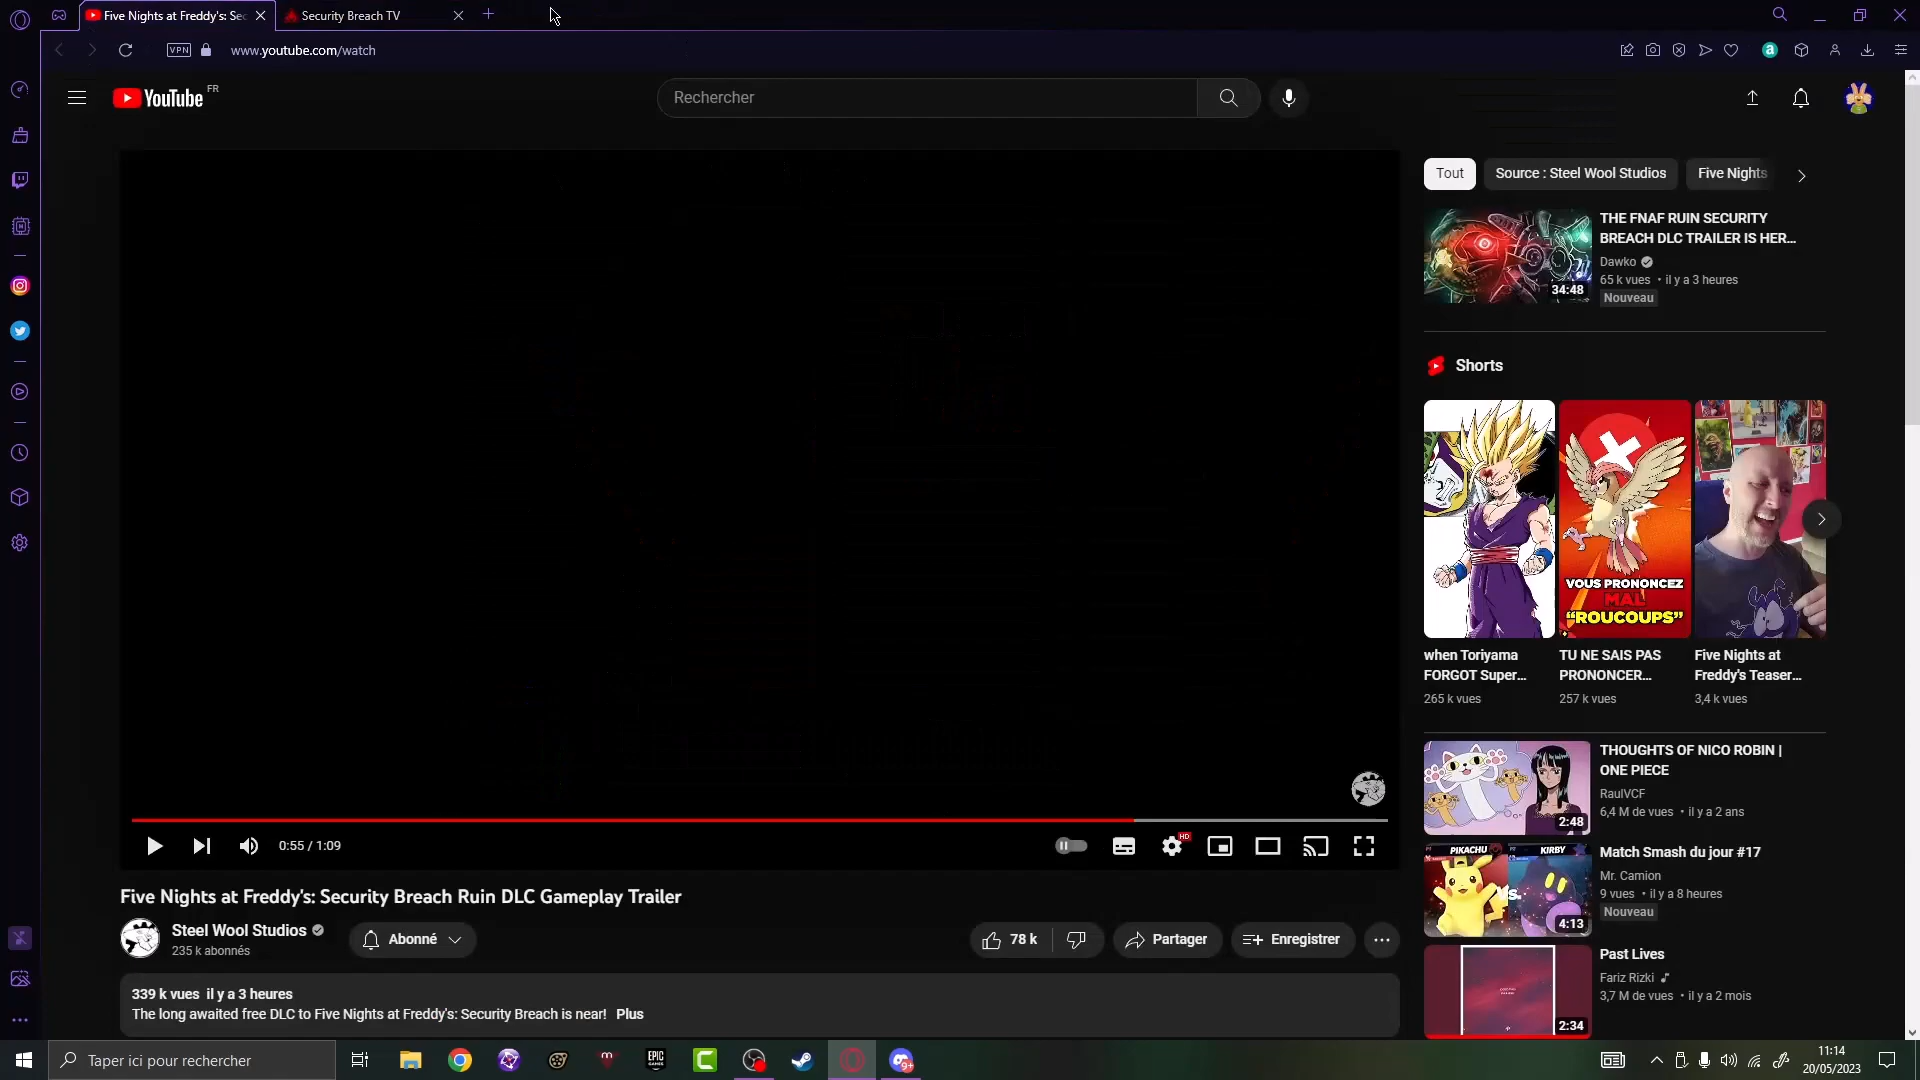 Five Nights at Freddy's: Sec
Security Breach TV
VPN
www.youtube.com/watch
YouTube FR
Rechercher
Tout
Source : Steel Wool Studios
Five Nights
THE FNAF RUIN SECURITY
BREACH DLC TRAILER IS HER...
Dawko
65 k vues • il y a 3 heures
Nouveau
34:48
Shorts
VOUS PRONONCEZ
MAL
“ROUCOUPS”
when Toriyama
FORGOT Super...
265 k vues
TU NE SAIS PAS
PRONONCER...
257 k vues
Five Nights at
Freddy's Teaser...
3,4 k vues
THOUGHTS OF NICO ROBIN |
ONE PIECE
RaulVCF
6,4 M de vues • il y a 2 ans
2:48
PIKACHU
KIRBY
Vs.
4:13
Match Smash du jour #17
Mr. Camion
9 vues • il y a 8 heures
Nouveau
Past Lives
Fariz Rizki
3,7 M de vues • il y a 2 mois
2:34
0:55 / 1:09
HD
Five Nights at Freddy's: Security Breach Ruin DLC Gameplay Trailer
Steel Wool Studios
235 k abonnés
Abonné
78 k
Partager
Enregistrer
339 k vues il y a 3 heures
The long awaited free DLC to Five Nights at Freddy's: Security Breach is near! Plus
Taper ici pour rechercher
EPIC
GAMES
9+
11:14
20/05/2023